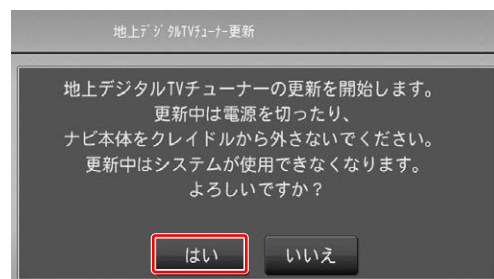 地上ﾃﾞｼﾞﾀﾙTVﾁｭｰﾅｰ更新
地上デジタルTVチューナーの更新を開始します。
更新中は電源を切ったり、
ナビ本体をクレイドルから外さないでください。
更新中はシステムが使用できなくなります。
よろしいですか？
はい
いいえ